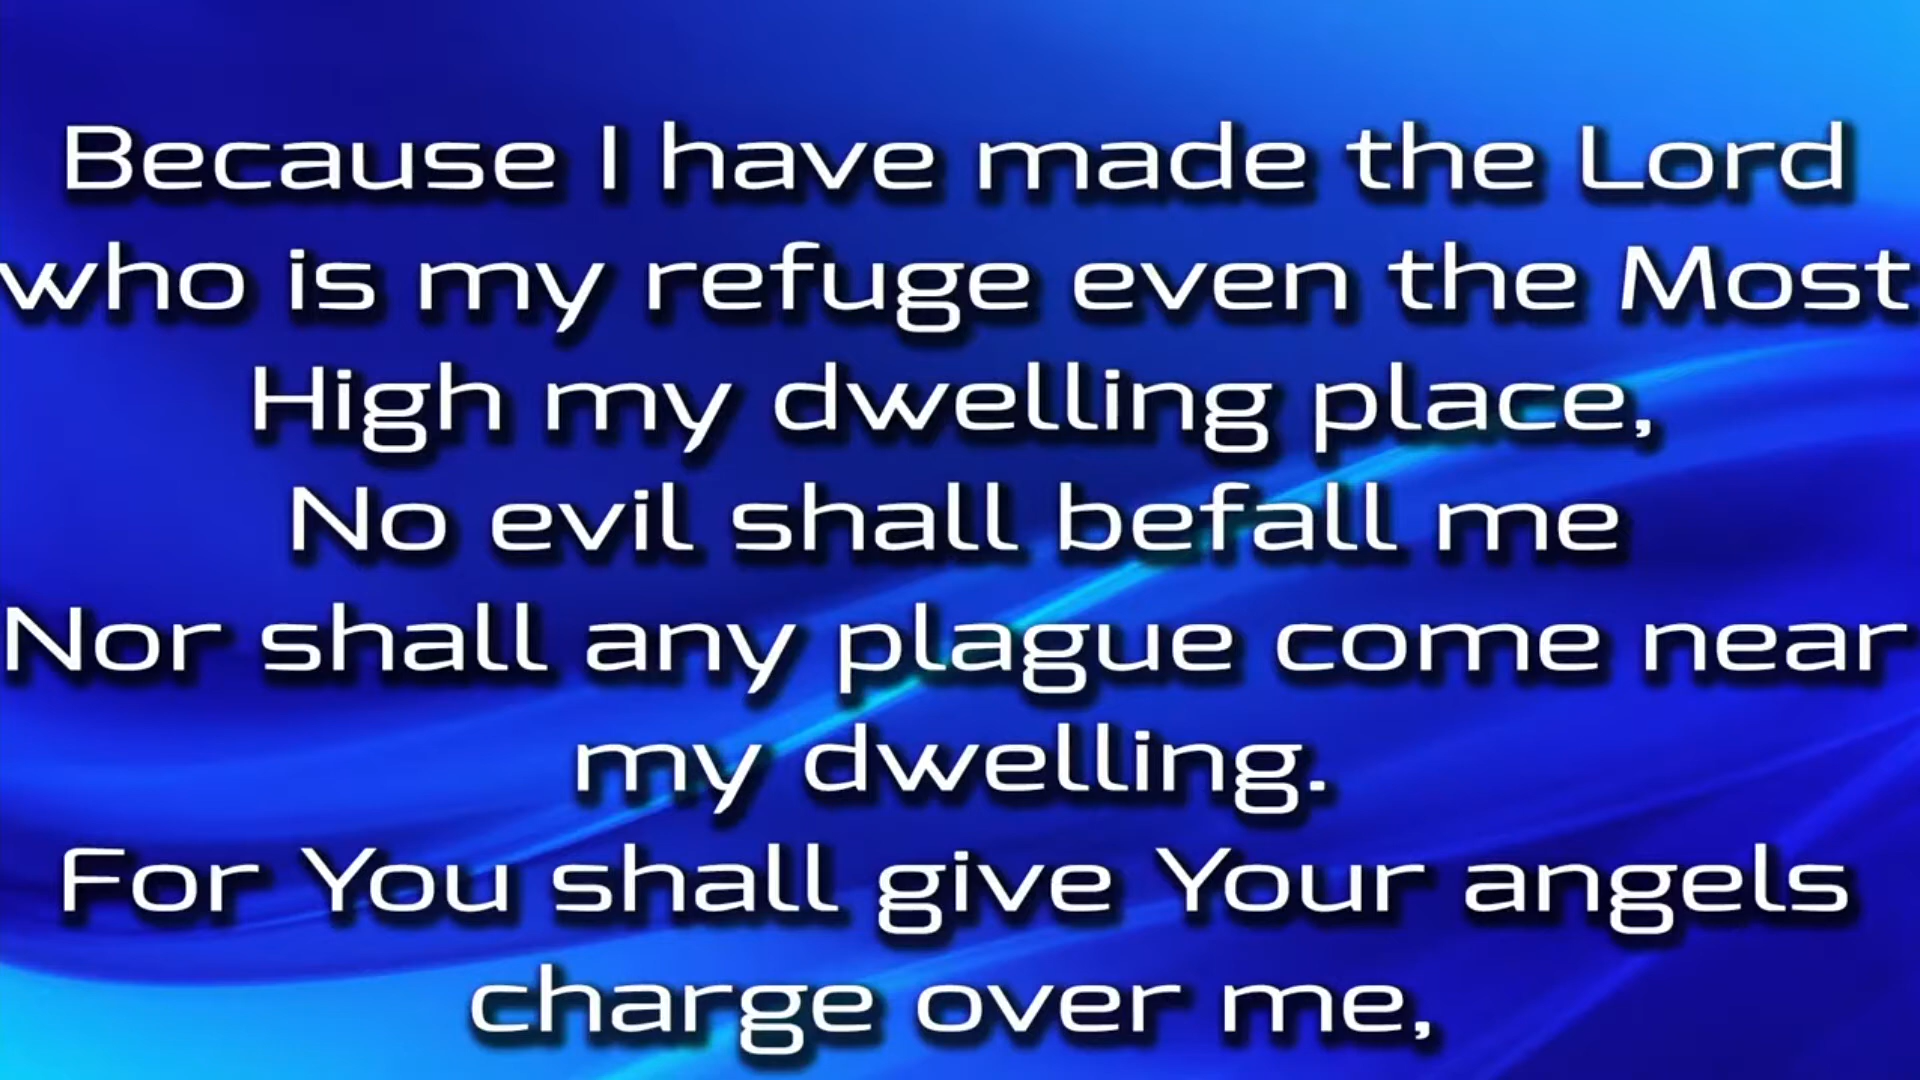 Because I have made the Lord
who is my refuge even the Most
High my dwelling place,
No evil shall befall me
Nor shall any plague come near
my dwelling.
For You shall give Your angels
charge over me,